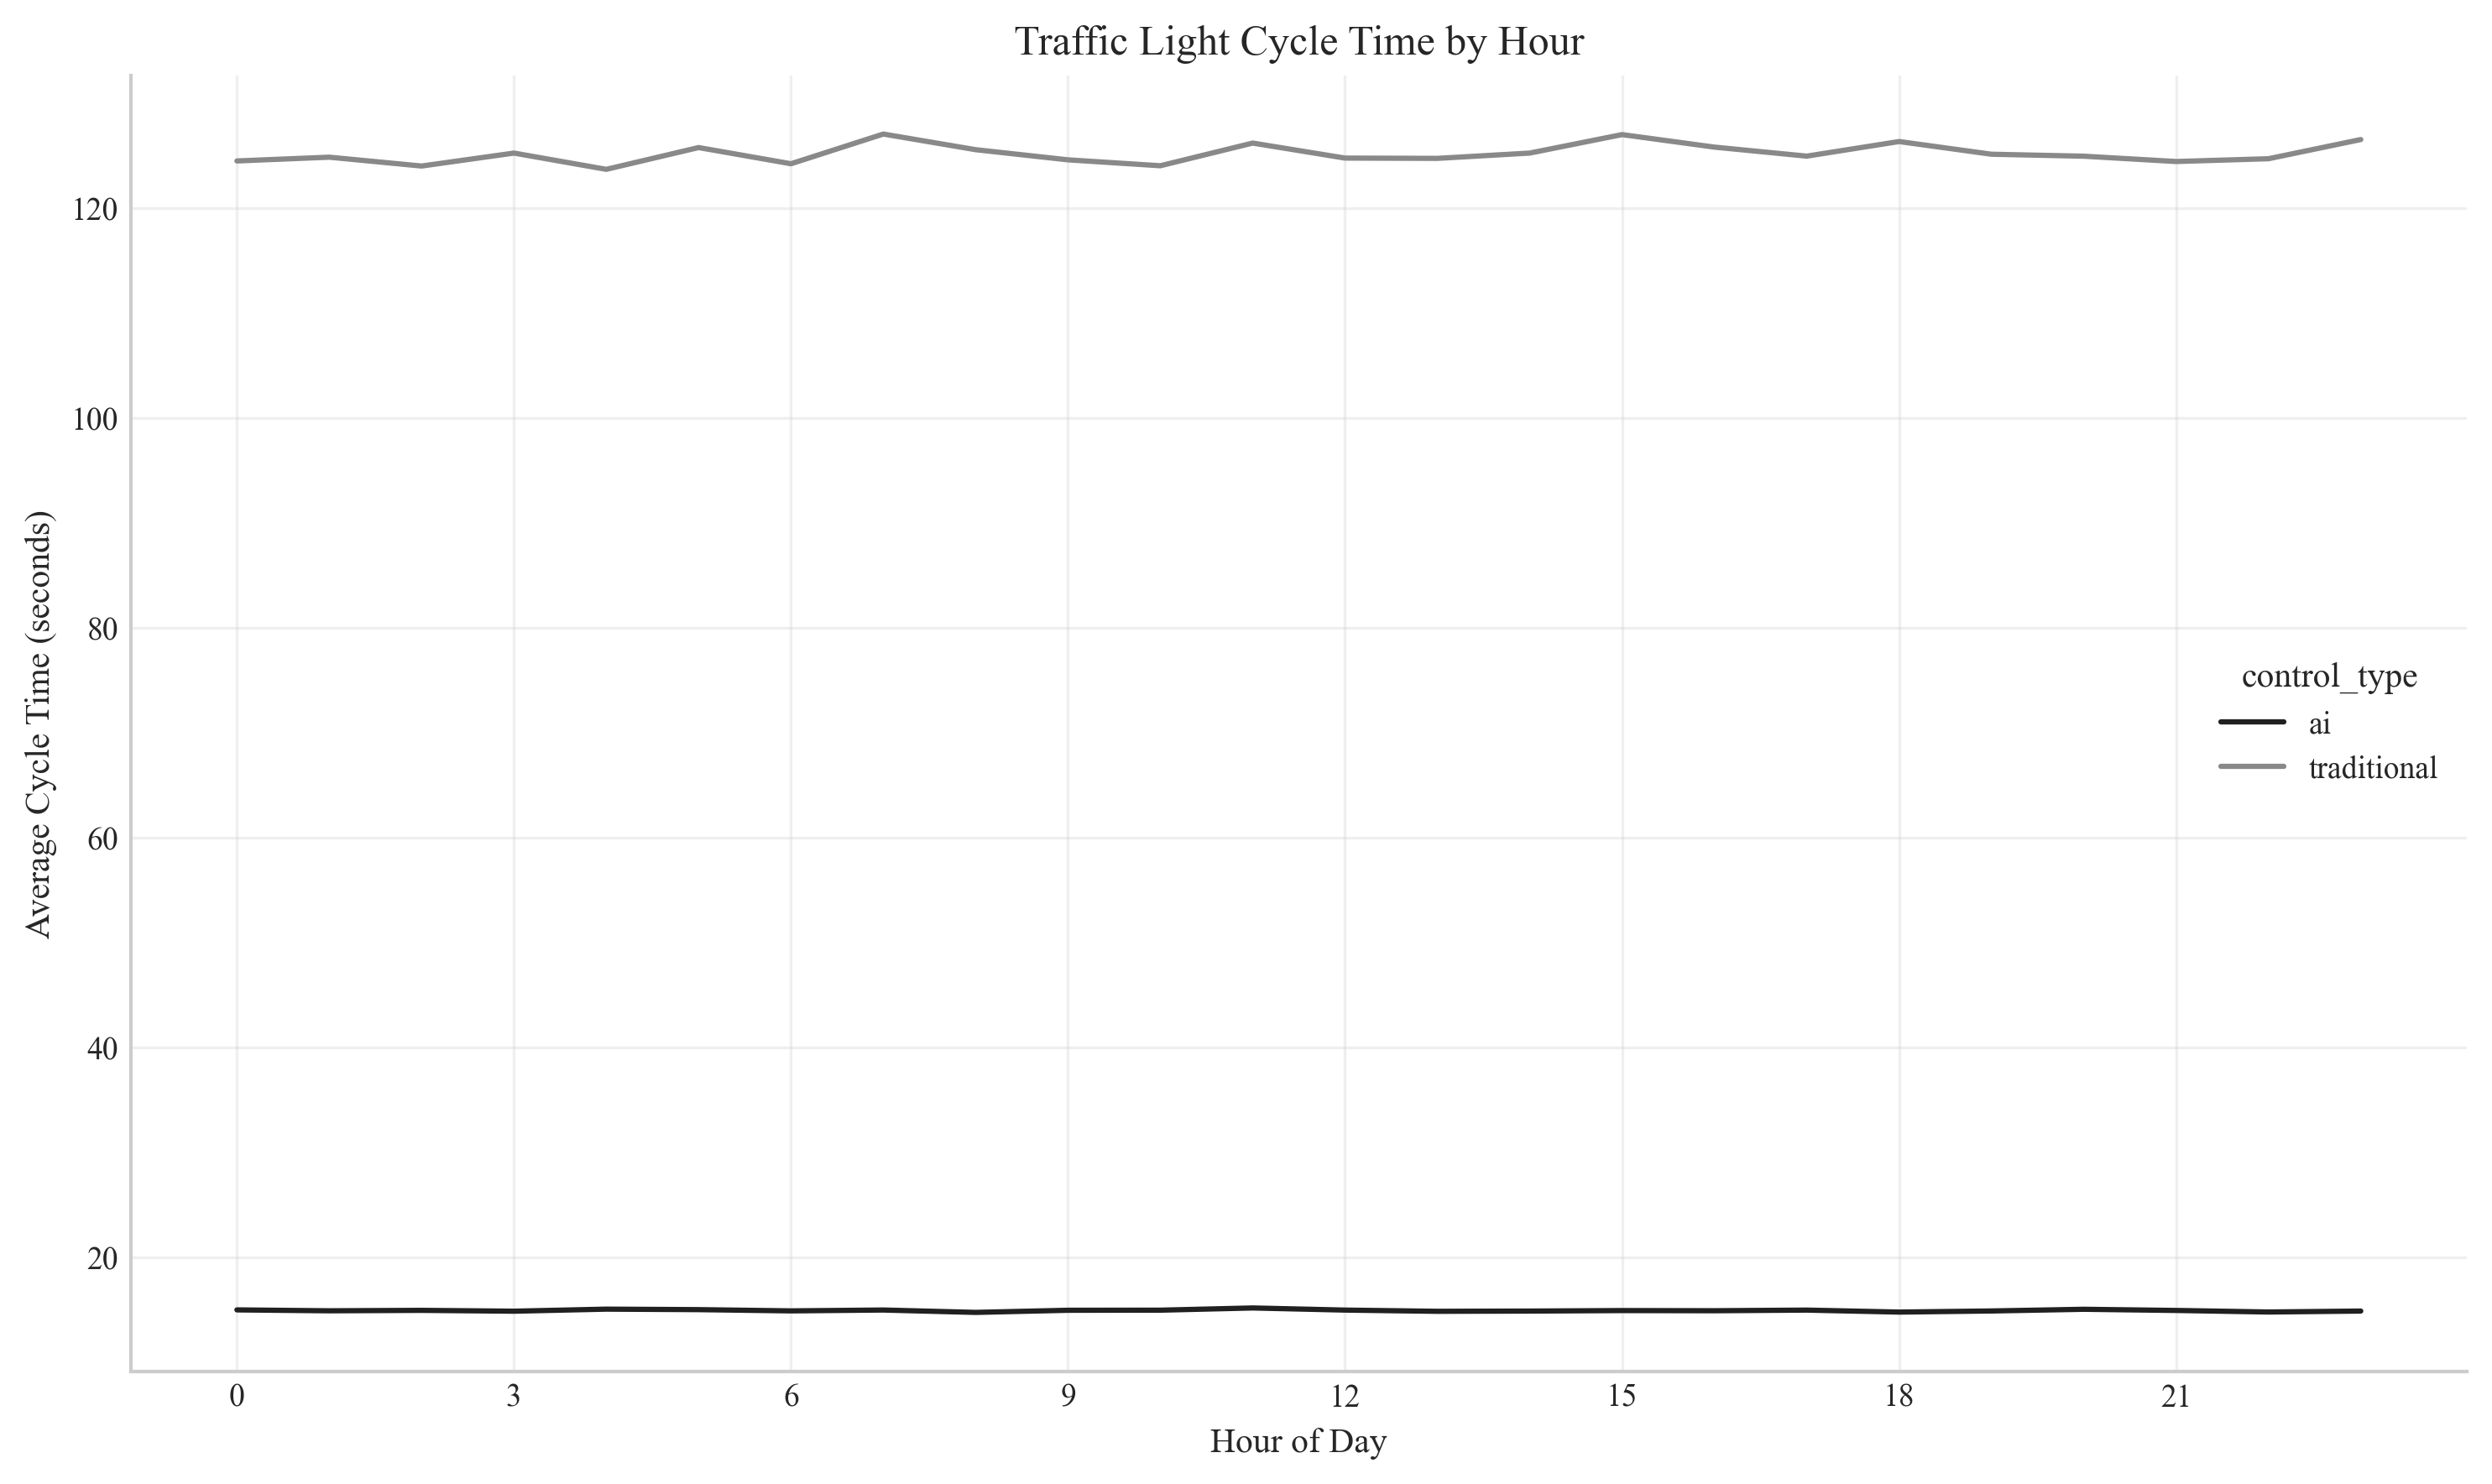 Traffic Light Cycle Time by Hour
Average Cycle Time (seconds)
120
100
80
60
40
20
control_type
ai
traditional
0 3 6 9 12 15 18 21
Hour of Day